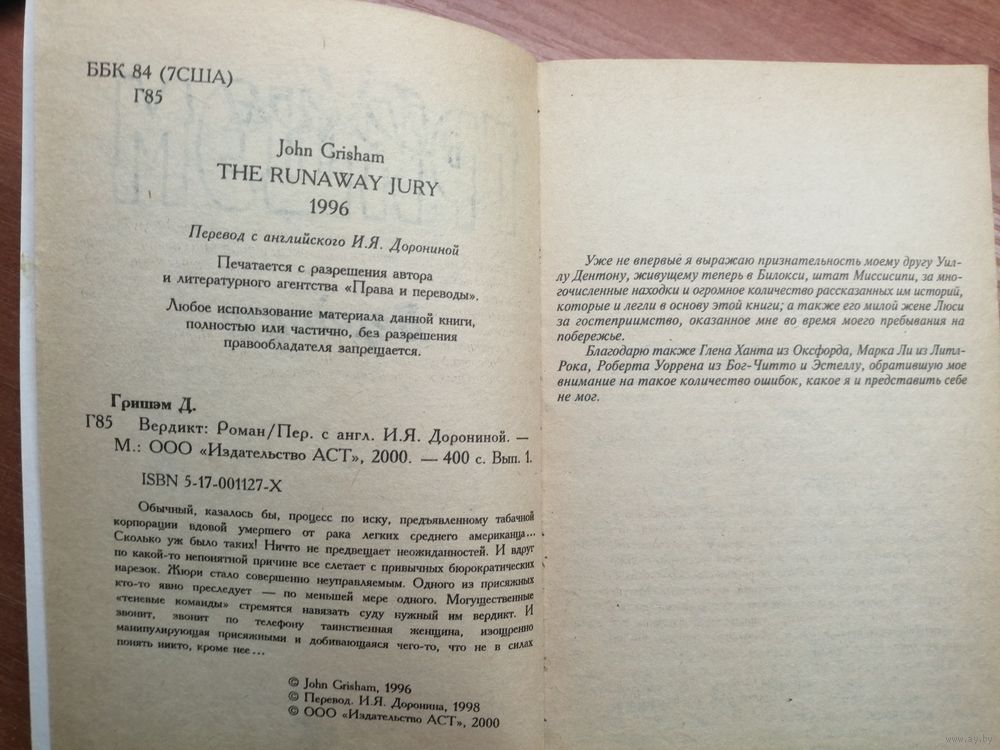 ББК 84 (7США)
Г85
John Grisham
THE RUNAWAY JURY
1996
Перевод с английского И.Я. Дорониной
Печатается с разрешения автора
и литературного агентства «Права и переводы».
Любое использование материала данной книги,
полностью или частично, без разрешения
правообладателя запрещается.
Гришэм Д.
Г85 Вердикт: Роман/Пер. с англ. И.Я. Дорониной. —
М.: ООО «Издательство АСТ», 2000. — 400 с. Вып. 1.
ISBN 5-17-001127-X
Обычный, казалось бы, процесс по иску, предъявленному табачной
корпорации вдовой умершего от рака легких среднего американца...
Сколько уж было таких! Ничто не предвещает неожиданностей. И вдруг
по какой-то непонятной причине все слетает с привычных бюрократических
нарезок. Жюри стало совершенно неуправляемым. Одного из присяжных
кто-то явно преследует — по меньшей мере одного. Могущественные
«теневые команды» стремятся навязать суду нужный им вердикт. И
звонит, звонит по телефону таинственная женщина, изощренно
манипулирующая присяжными и добивающаяся чего-то, что не в силах
понять никто, кроме нее...
© John Grisham, 1996
© Перевод. И.Я. Доронина, 1998
© ООО «Издательство АСТ», 2000
Уже не впервые я выражаю признательность моему другу Уил-
лу Дентону, живущему теперь в Билокси, штат Миссисипи, за мно-
гочисленные находки и огромное количество рассказанных им историй,
которые и легли в основу этой книги; а также его милой жене Люси
за гостеприимство, оказанное мне во время моего пребывания на
побережье.
Благодарю также Глена Ханта из Оксфорда, Марка Ли из Литл-
Рока, Роберта Уоррена из Бог-Читто и Эстеллу, обратившую мое
внимание на такое количество ошибок, какое я и представить себе
не мог.
www.ay.by